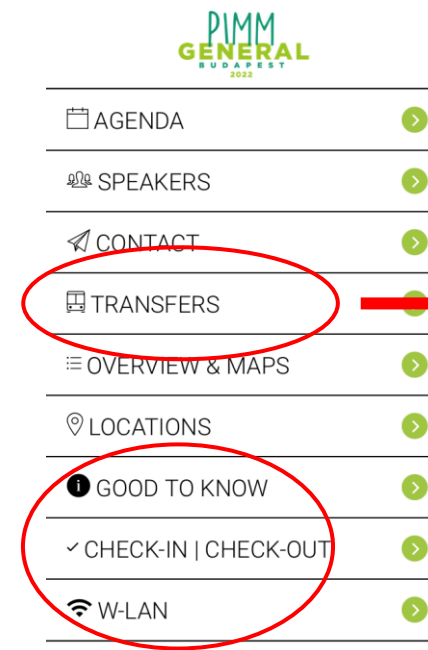 PIMM
GENERAL
BUDAPEST
2022
AGENDA
SPEAKERS
CONTACT
TRANSFERS
OVERVIEW & MAPS
LOCATIONS
GOOD TO KNOW
CHECK-IN | CHECK-OUT
W-LAN